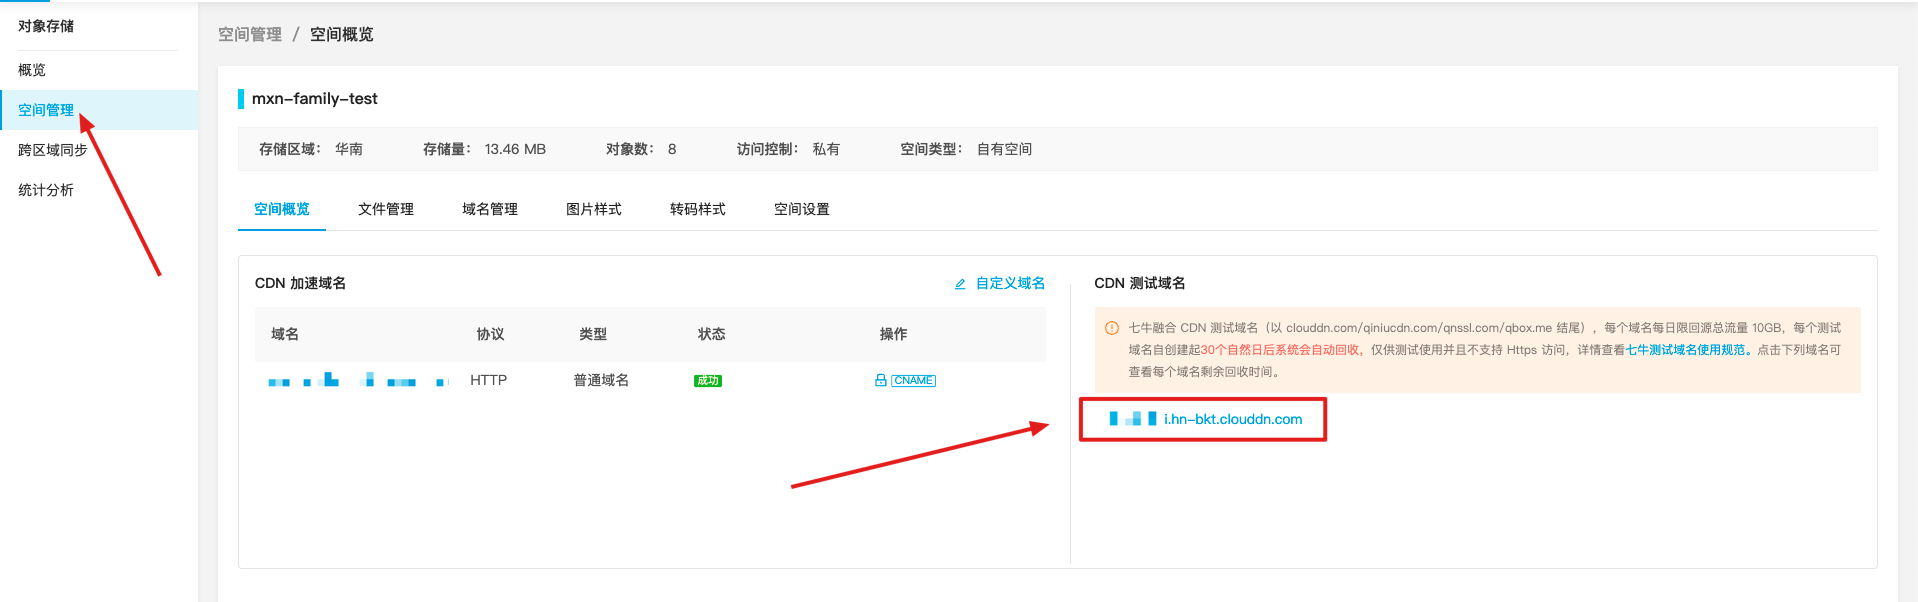 对象存储
概览
空间管理
跨区域同步
统计分析
空间管理 / 空间概览
mxn-family-test
存储区域： 华南 存储量： 13.46 MB 对象数： 8 访问控制： 私有 空间类型： 自有空间
空间概览 文件管理 域名管理 图片样式 转码样式 空间设置
CDN 加速域名 自定义域名
域名 协议 类型 状态 操作
HTTP 普通域名 成功 CNAME
CDN 测试域名
七牛融合 CDN 测试域名（以 clouddn.com/qiniucdn.com/qnssl.com/qbox.me 结尾），每个域名每日限回源总流量 10GB，每个测试
域名自创建起30个自然日后系统会自动回收，仅供测试使用并且不支持 Https 访问，详情查看七牛测试域名使用规范。点击下列域名可
查看每个域名剩余回收时间。
i.hn-bkt.clouddn.com